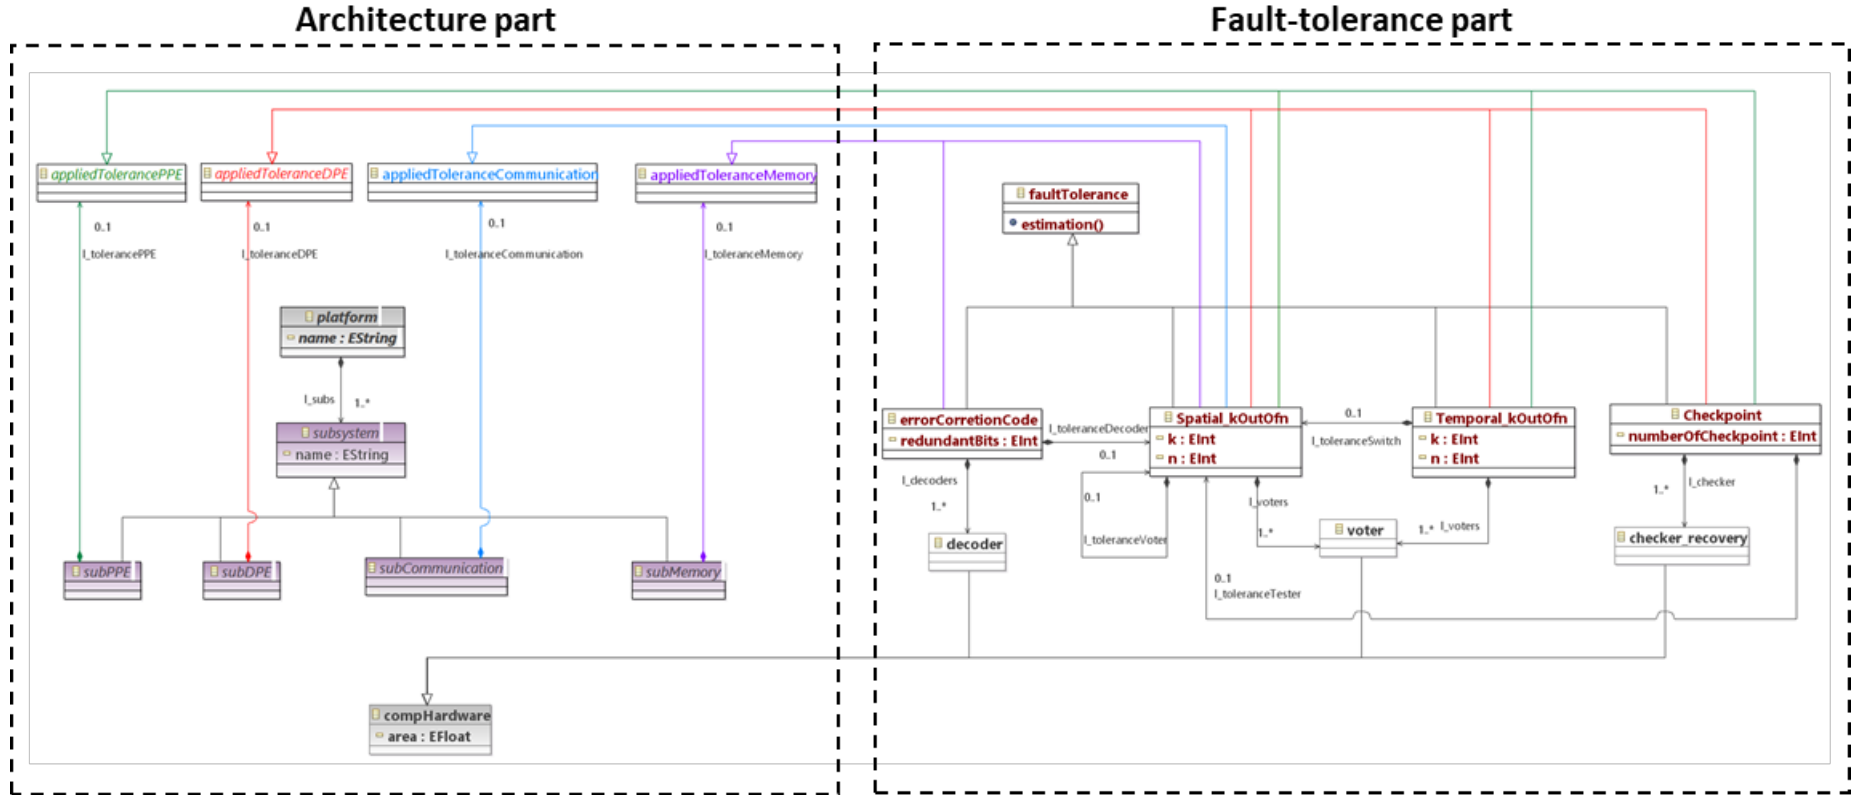 Architecture part
Fault-tolerance part
appliedTolerancePPE
appliedToleranceDPE
appliedToleranceCommunication
appliedToleranceMemory
0..1
l_tolerancePPE
0..1
l_toleranceDPE
0..1
l_toleranceCommunication
0..1
l_toleranceMemory
platform
name : EString
l_subs
1..*
subsystem
name : EString
subPPE
subDPE
subCommunication
subMemory
compHardware
area : EFloat
faultTolerance
estimation()
errorCorretionCode
redundantBits : EInt
l_toleranceDecoder
0..1
Spatial_kOutOfn
k : EInt
n : EInt
0..1
l_toleranceSwitch
Temporal_kOutOfn
k : EInt
n : EInt
Checkpoint
numberOfCheckpoint : EInt
l_decoders
1..*
0..1
l_toleranceVoter
l_voters
1..*
1..*
l_voters
l_checker
1..*
decoder
voter
checker_recovery
0..1
l_toleranceTester